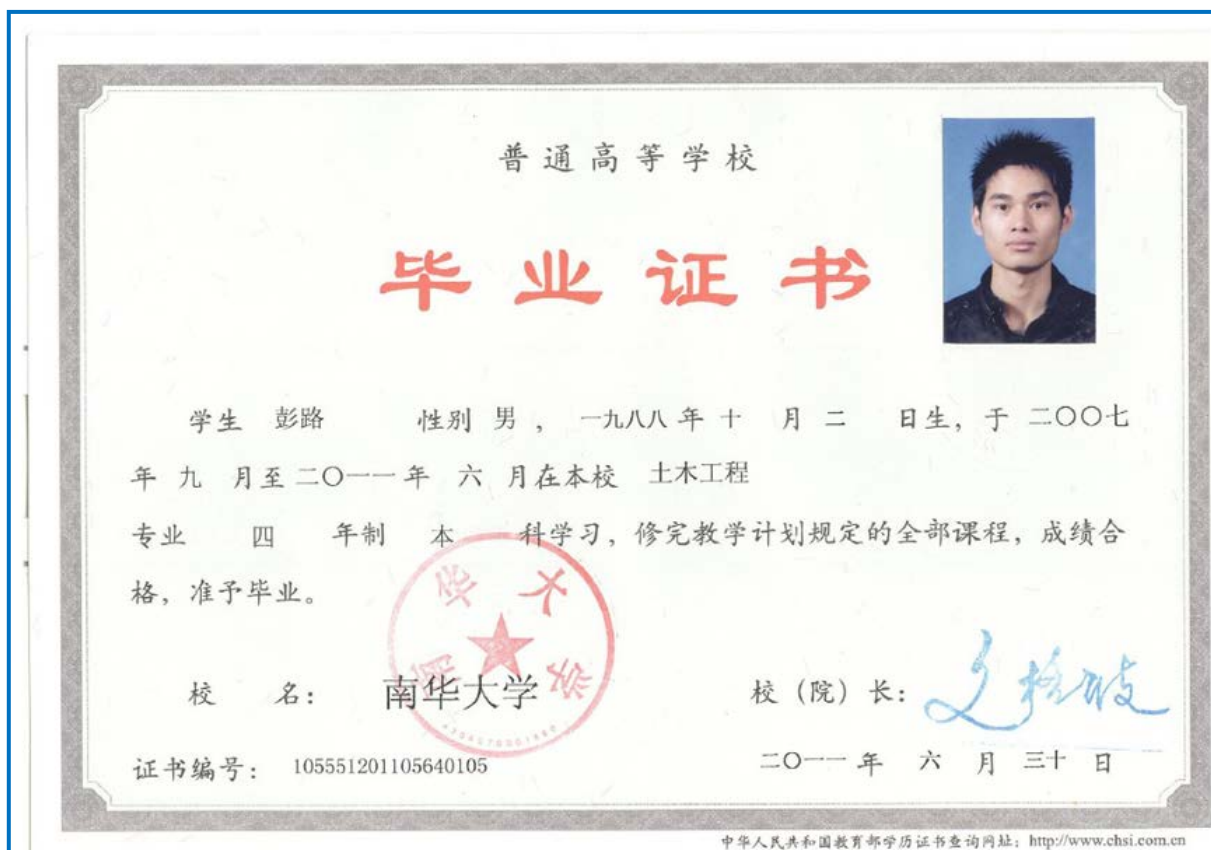 普通高等学校
毕业证书
学生 彭路 性别 男 , 一九八八 年 十 月 二 日生, 于 二〇〇七
年 九 月至 二〇一一 年 六 月在本校 土木工程
专业 四 年制 本 科学习, 修完教学计划规定的全部课程, 成绩合
格, 准予毕业。
南华大学
校 名: 南华大学 校（院）长:
证书编号: 105551201105640105 二〇一一 年 六 月 三十 日
中华人民共和国教育部学历证书查询网址: http://www.chsi.com.cn